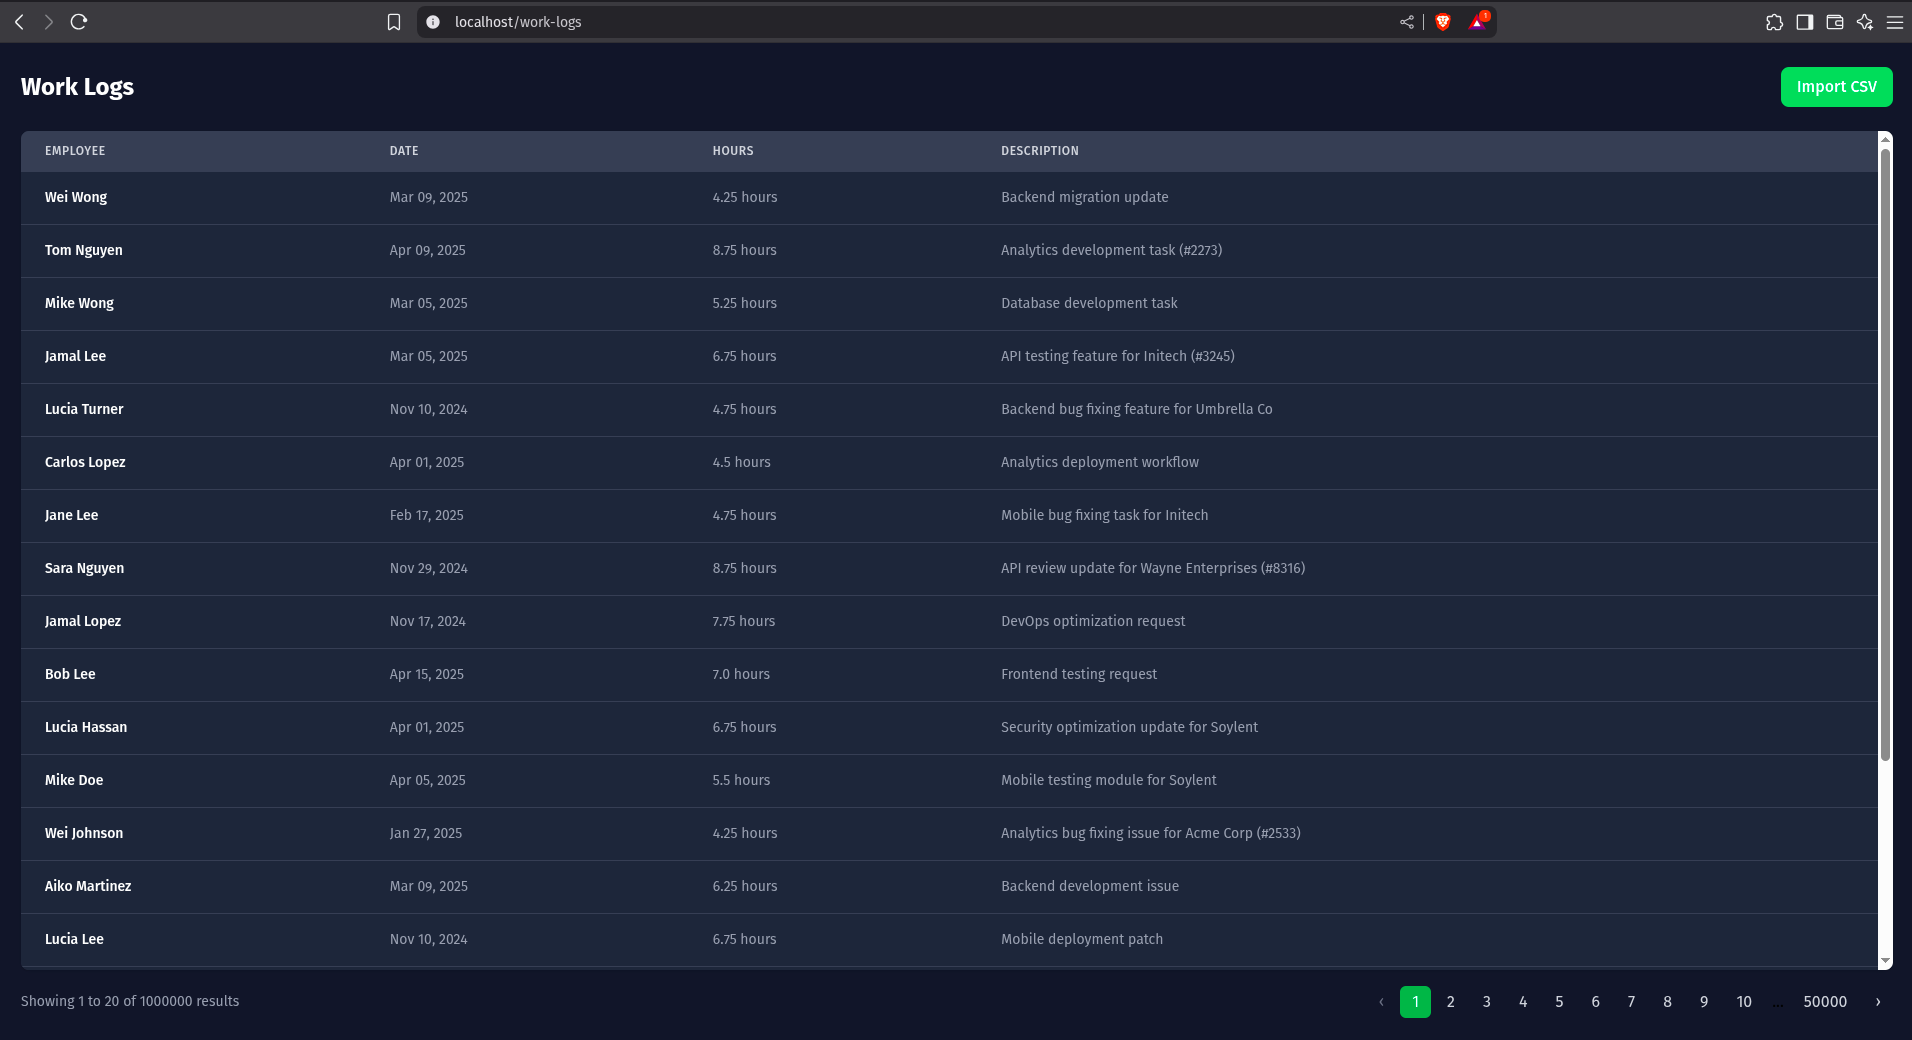 localhost/work-logs
1
Work Logs
Import CSV
EMPLOYEE DATE HOURS DESCRIPTION
Wei Wong Mar 09, 2025 4.25 hours Backend migration update
Tom Nguyen Apr 09, 2025 8.75 hours Analytics development task (#2273)
Mike Wong Mar 05, 2025 5.25 hours Database development task
Jamal Lee Mar 05, 2025 6.75 hours API testing feature for Initech (#3245)
Lucia Turner Nov 10, 2024 4.75 hours Backend bug fixing feature for Umbrella Co
Carlos Lopez Apr 01, 2025 4.5 hours Analytics deployment workflow
Jane Lee Feb 17, 2025 4.75 hours Mobile bug fixing task for Initech
Sara Nguyen Nov 29, 2024 8.75 hours API review update for Wayne Enterprises (#8316)
Jamal Lopez Nov 17, 2024 7.75 hours DevOps optimization request
Bob Lee Apr 15, 2025 7.0 hours Frontend testing request
Lucia Hassan Apr 01, 2025 6.75 hours Security optimization update for Soylent
Mike Doe Apr 05, 2025 5.5 hours Mobile testing module for Soylent
Wei Johnson Jan 27, 2025 4.25 hours Analytics bug fixing issue for Acme Corp (#2533)
Aiko Martinez Mar 09, 2025 6.25 hours Backend development issue
Lucia Lee Nov 10, 2024 6.75 hours Mobile deployment patch
Showing 1 to 20 of 1000000 results ‹ 1 2 3 4 5 6 7 8 9 10 ... 50000 ›